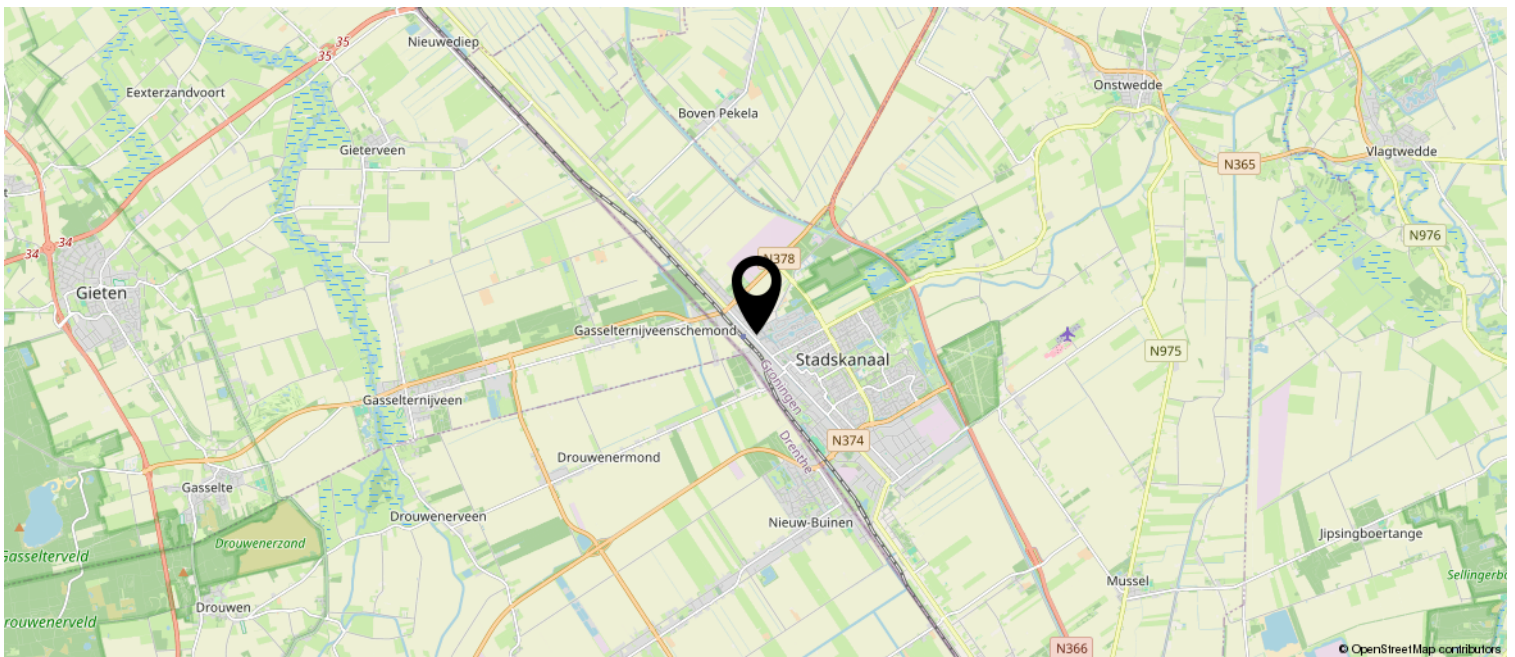 35
Nieuwediep
35
Eexterzandvoort
Onstwedde
Boven Pekela
Gieterveen
Vlagtwedde
N365
t
N976
34
34
N378
Gieten
Gasselternijveenschemond
N975
Stadskanaal
Groningen
Gasselternijveen
N374
Drenthe
Drouwenermond
Gasselte
Drouwenerveen
Nieuw-Buinen
Jipsingboertange
Drouwenerzand
Gasselterveld
Mussel
Sellingerbo
Drouwen
rouwenerveld
N366
© OpenStreetMap contributors